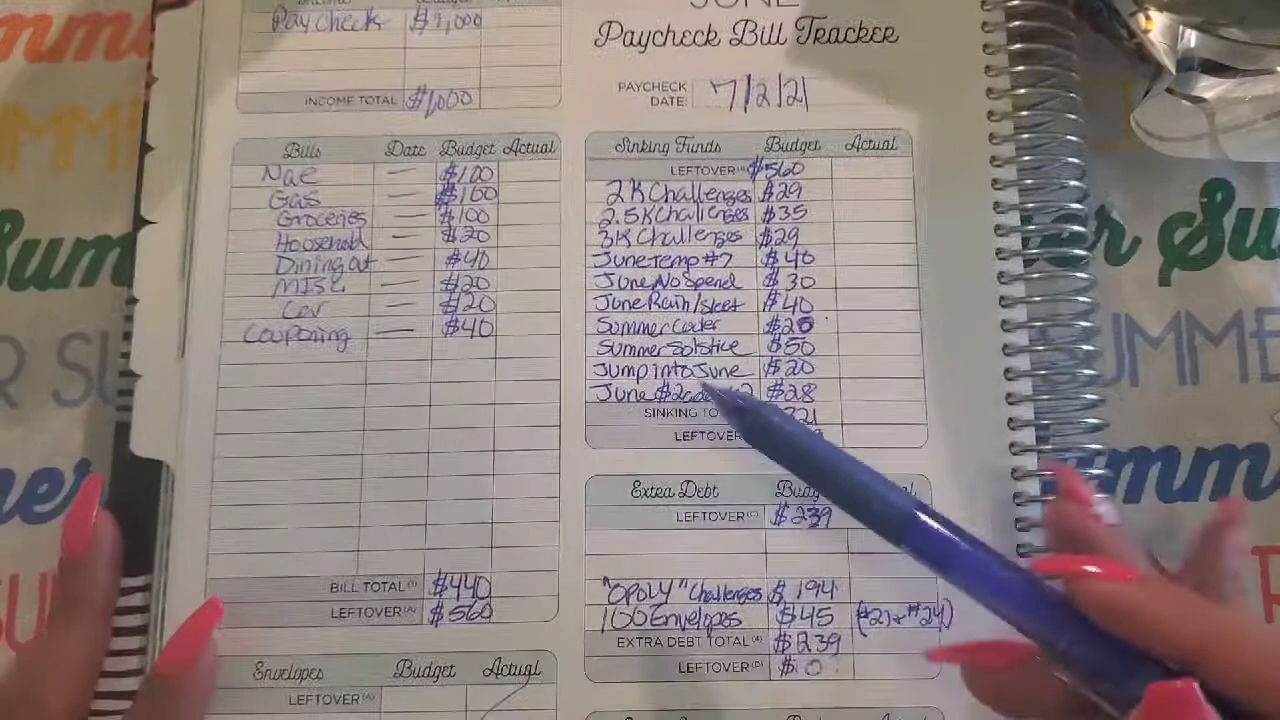 Paycheck $1,000
INCOME TOTAL $1,000
JUNE
Paycheck Bill Tracker
PAYCHECK DATE: 7/2/21
Bills Date Budget Actual
Nae — $100
Gas — $100
Groceries — $100
Household — $20
Dining out — $40
MISC — $20
Car — $20
Couponing — $40
BILL TOTAL $440
LEFTOVER (A) $560
Envelopes Budget Actual
LEFTOVER (A)
Sinking Funds Budget Actual
LEFTOVER $560
2K Challenges $29
2.5K Challenges $35
3K Challenges $29
June Temp #7 $40
June No Spend $30
June Rain/ $40
Summer $20
Summer Solstice $50
Jump into June $20
June $28
SINKING 321
LEFTOVER
Extra Debt
LEFTOVER $239
"OPOLY" Challenges $194
100 Envelopes $45 (#21 + #24)
EXTRA DEBT TOTAL $239
LEFTOVER (D) $0